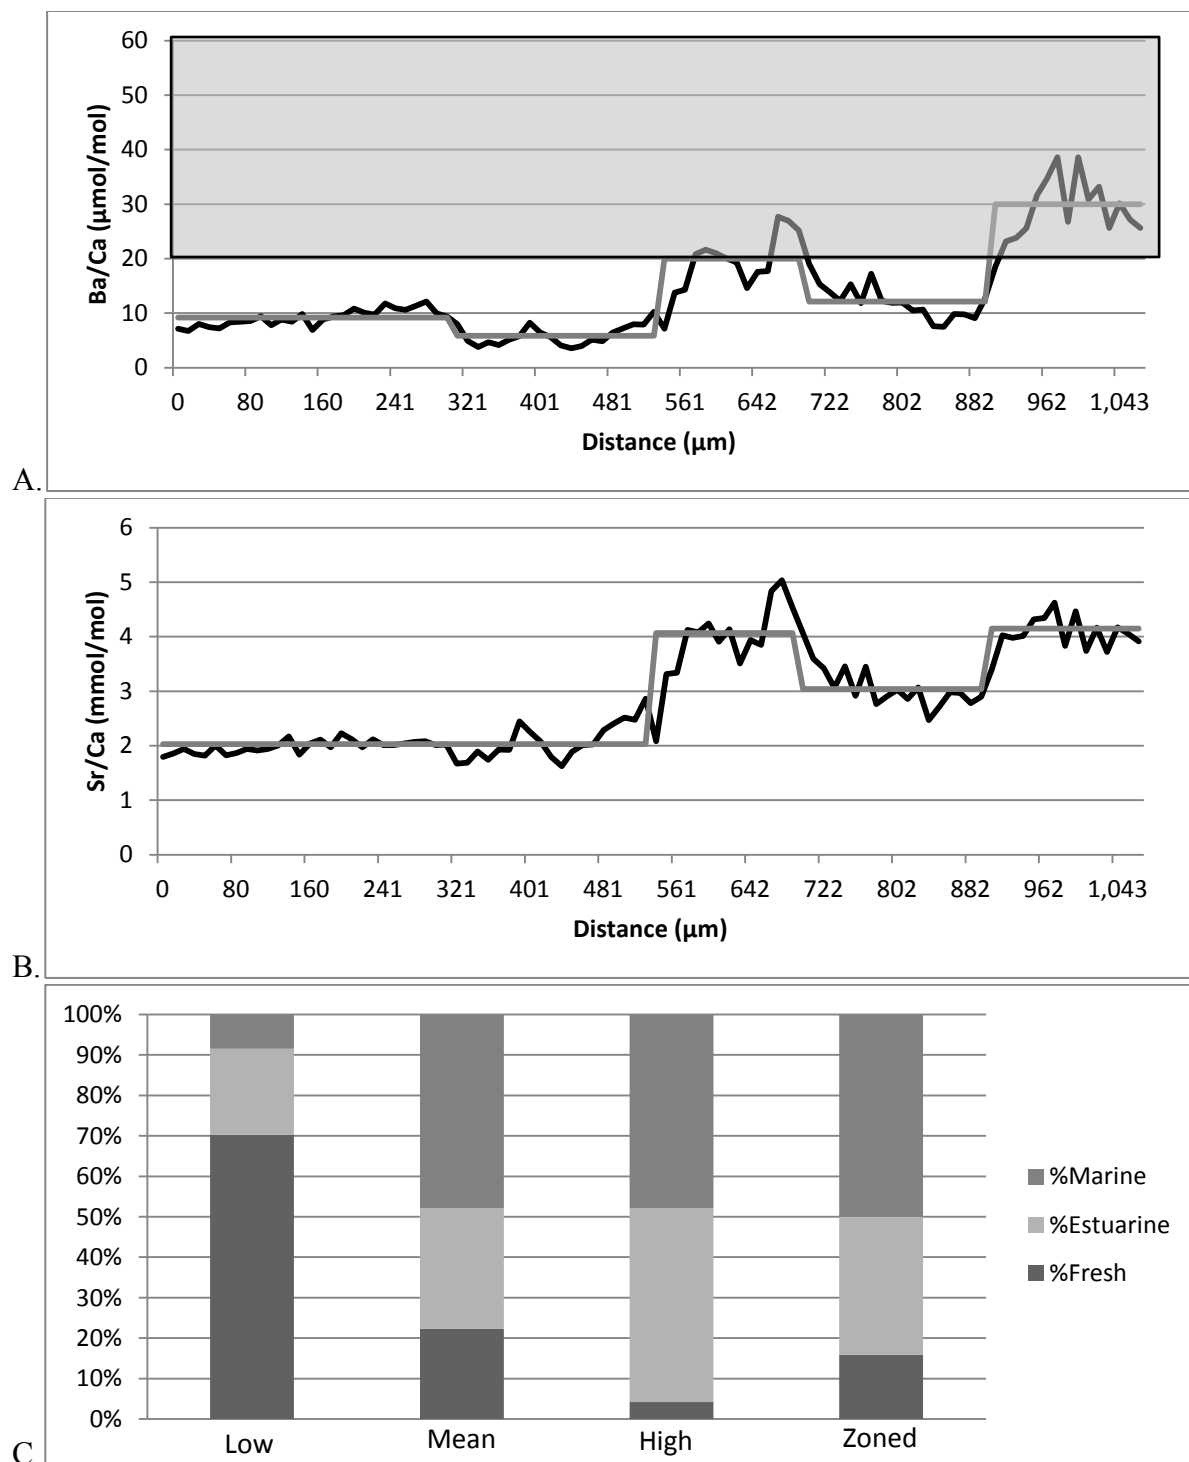 60
50
40
30
20
10
0
Ba/Ca (µmol/mol)
0 80 160 241 321 401 481 561 642 722 802 882 962 1,043
Distance (µm)
A.
6
5
4
3
2
1
0
Sr/Ca (mmol/mol)
0 80 160 241 321 401 481 561 642 722 802 882 962 1,043
Distance (µm)
B.
100%
90%
80%
70%
60%
50%
40%
30%
20%
10%
0%
%Marine
%Estuarine
%Fresh
Low Mean High Zoned
C